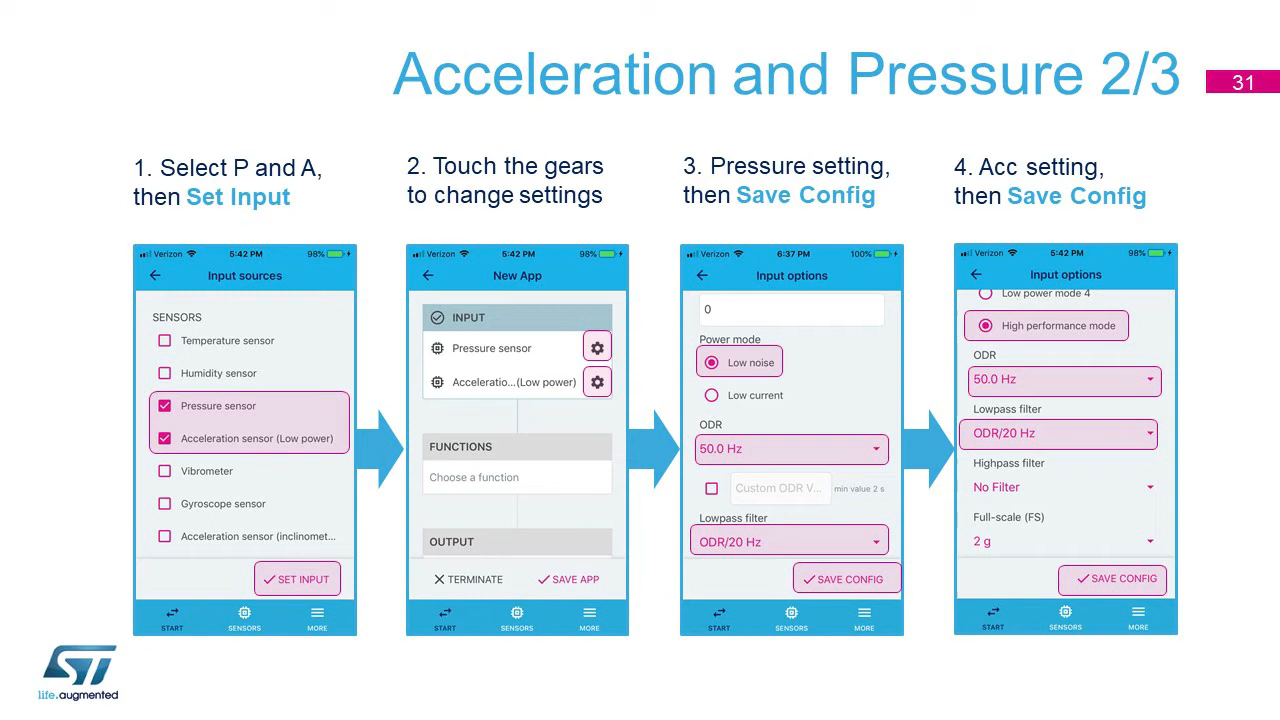 Acceleration and Pressure 2/3
31
1. Select P and A,
then Set Input
2. Touch the gears
to change settings
3. Pressure setting,
then Save Config
4. Acc setting,
then Save Config
Verizon 5:42 PM 98%
Input sources
SENSORS
Temperature sensor
Humidity sensor
Pressure sensor
Acceleration sensor (Low power)
Vibrometer
Gyroscope sensor
Acceleration sensor (inclinomet...
SET INPUT
START SENSORS MORE
Verizon 5:42 PM 98%
New App
INPUT
Pressure sensor
Acceleratio...(Low power)
FUNCTIONS
Choose a function
OUTPUT
TERMINATE SAVE APP
START SENSORS MORE
Verizon 6:37 PM 100%
Input options
0
Power mode
Low noise
Low current
ODR
50.0 Hz
Custom ODR V... min value 2 s
Lowpass filter
ODR/20 Hz
SAVE CONFIG
START SENSORS MORE
Verizon 5:42 PM 98%
Input options
Low power mode 4
High performance mode
ODR
50.0 Hz
Lowpass filter
ODR/20 Hz
Highpass filter
No Filter
Full-scale (FS)
2 g
SAVE CONFIG
START SENSORS MORE
ST
life.augmented